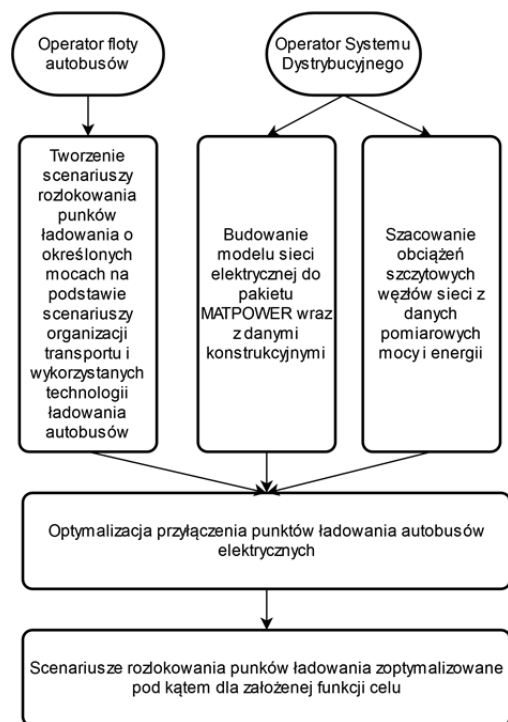 Operator floty
autobusów
Operator Systemu
Dystrybucyjnego
Tworzenie
scenariuszy
rozlokowania
punków
ładowania o
określonych
mocach na
podstawie
scenariuszy
organizacji
transportu i
wykorzystanych
technologii
ładowania
autobusów
Budowanie
modelu sieci
elektrycznej do
pakietu
MATPOWER wraz
z danymi
konstrukcyjnymi
Szacowanie
obciążeń
szczytowych
węzłów sieci z
danych
pomiarowych
mocy i energii
Optymalizacja przyłączenia punktów ładowania autobusów
elektrycznych
Scenariusze rozlokowania punktów ładowania zoptymalizowane
pod kątem dla założonej funkcji celu